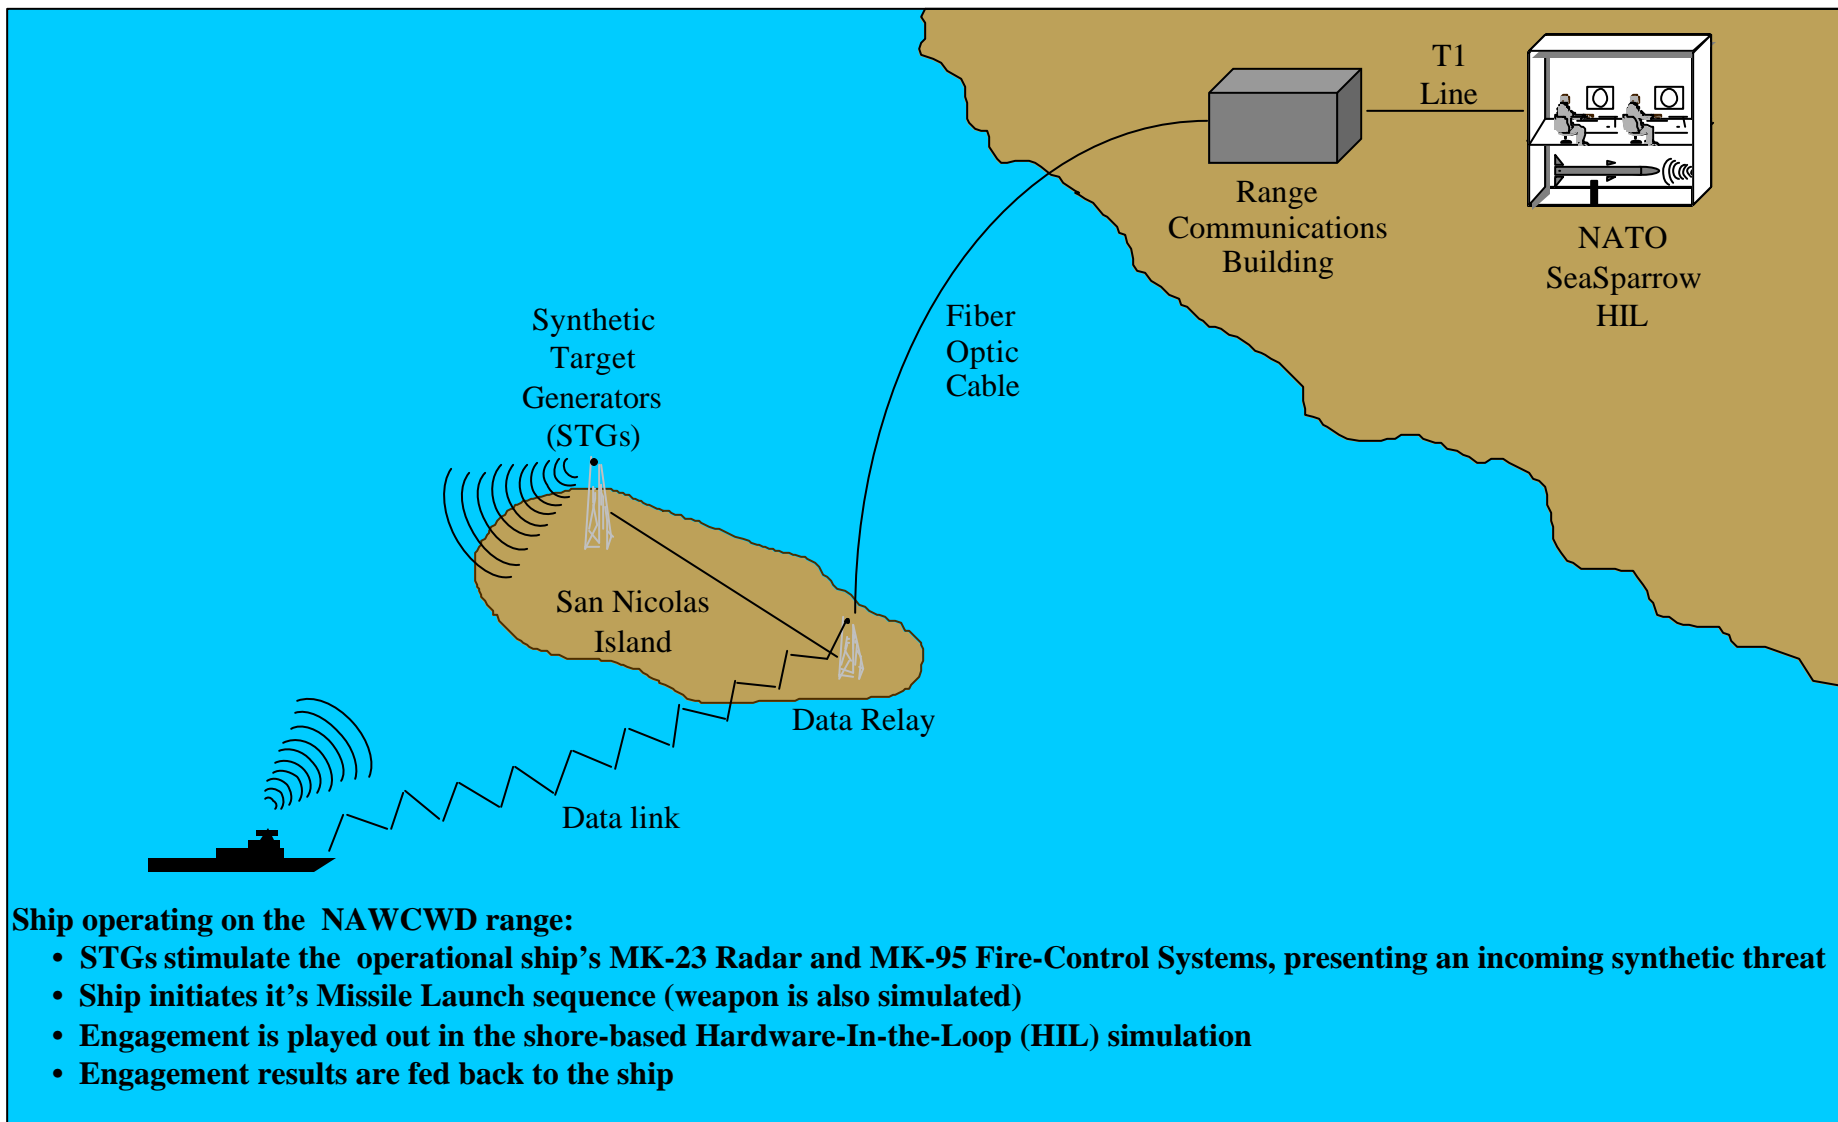 T1
Line
Range
Communications
Building
NATO
SeaSparrow
HIL
Fiber
Optic
Cable
Synthetic
Target
Generators
(STGs)
San Nicolas
Island
Data Relay
Data link
Ship operating on the NAWCWD range:
• STGs stimulate the operational ship's MK-23 Radar and MK-95 Fire-Control Systems, presenting an incoming synthetic threat
• Ship initiates it's Missile Launch sequence (weapon is also simulated)
• Engagement is played out in the shore-based Hardware-In-the-Loop (HIL) simulation
• Engagement results are fed back to the ship